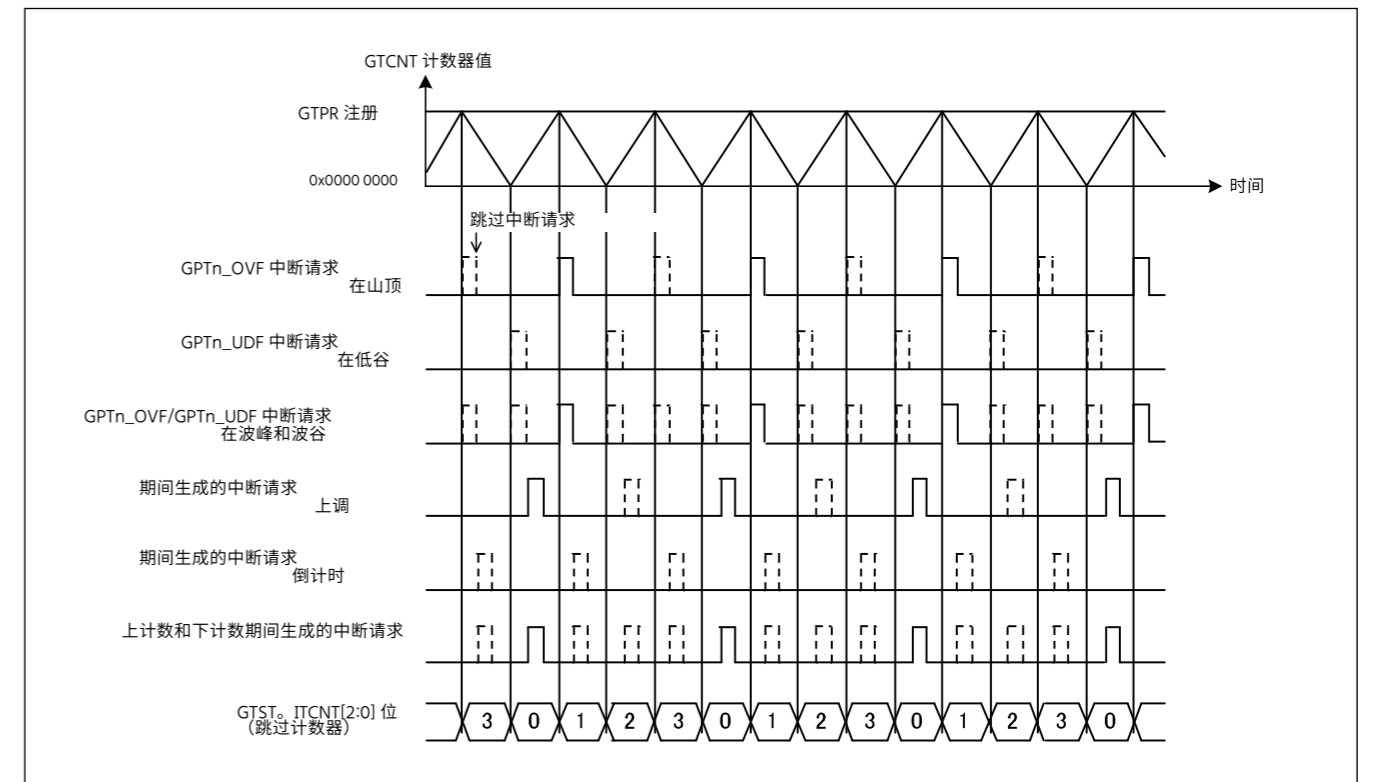 GTCNT 计数器值
GTPR 注册
0x0000 0000
时间
跳过中断请求
GPTn_OVF 中断请求
在山顶
GPTn_UDF 中断请求
在低谷
GPTn_OVF/GPTn_UDF 中断请求
在波峰和波谷
期间生成的中断请求
上调
期间生成的中断请求
倒计时
上计数和下计数期间生成的中断请求
GTST。ITCNT[2:0] 位
（跳过计数器）
3 0 1 2 3 0 1 2 3 0 1 2 3 0